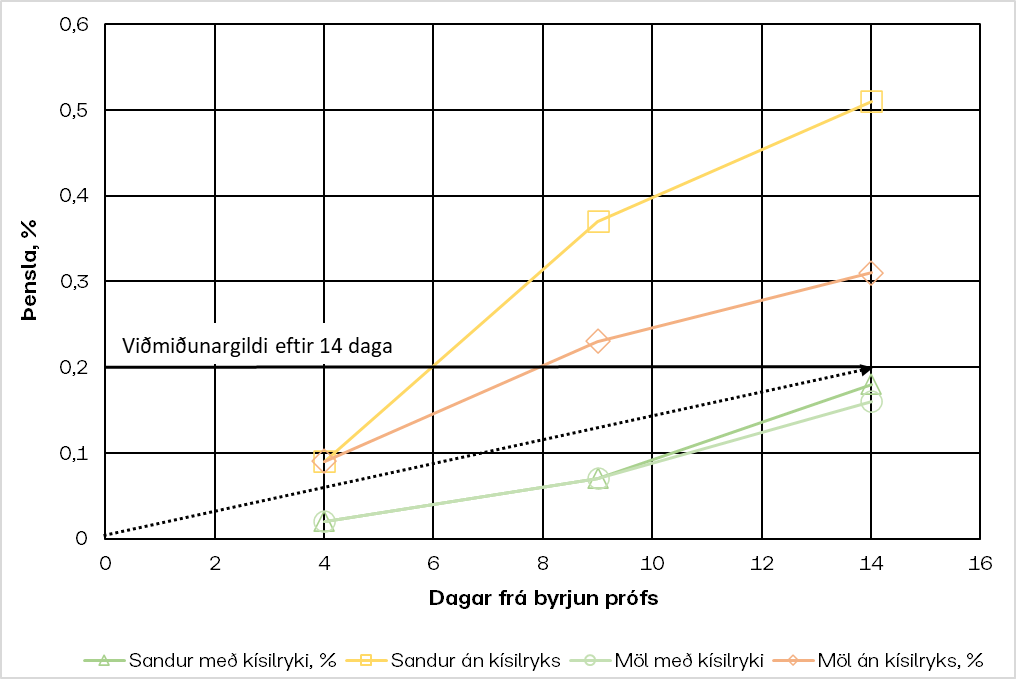 0,6
0,5
0,4
0,3
0,2
0,1
0
Þensla, %
Viðmiðunargildi eftir 14 daga
0 2 4 6 8 10 12 14 16
Dagar frá byrjun prófs
Sandur með kísilryki, % Sandur án kísilryks Möl með kísilryki Möl án kísilryks, %